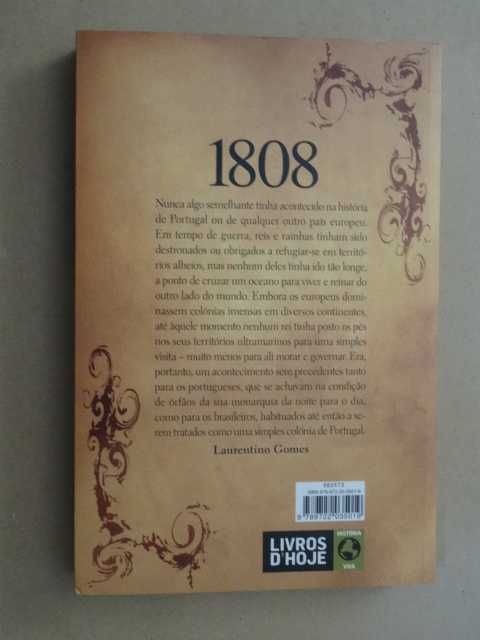 1808
Nunca algo semelhante tinha acontecido na história
de Portugal ou de qualquer outro país europeu.
Em tempo de guerra, reis e rainhas tinham sido
destronados ou obrigados a refugiar-se em territó-
rios alheios, mas nenhum deles tinha ido tão longe,
a ponto de cruzar um oceano para viver e reinar do
outro lado do mundo. Embora os europeus domi-
nassem colónias imensas em diversos continentes,
até àquele momento nenhum rei tinha posto os pés
nos seus territórios ultramarinos para uma simples
visita – muito menos para ali morar e governar. Era,
portanto, um acontecimento sem precedentes tanto
para os portugueses, que se achavam na condição
de órfãos da sua monarquia da noite para o dia,
como para os brasileiros, habituados até então a se-
rem tratados como uma simples colónia de Portugal.
Laurentino Gomes
LIVROS
D'HOJE
HISTÓRIA
VIVA